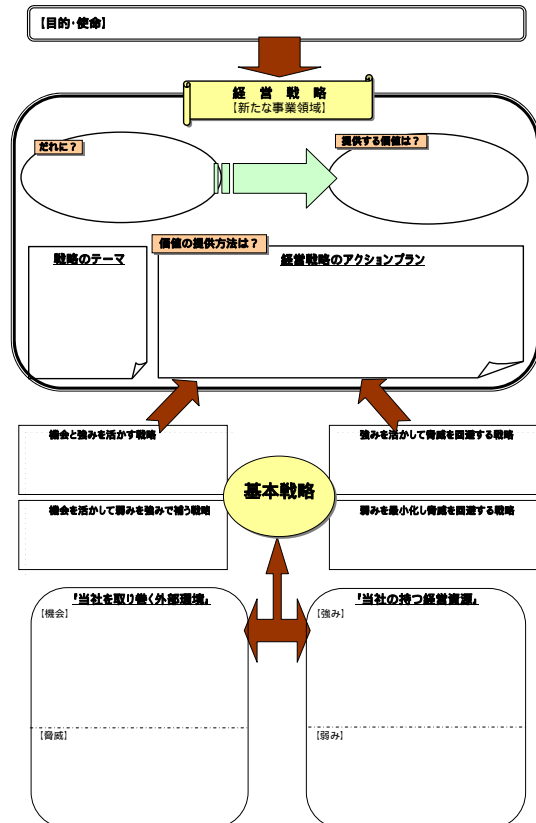 【目的・使命】
経営戦略
【新たな事業領域】
だれに？
提供する価値は？
価値の提供方法は？
戦略のテーマ
経営戦略のアクションプラン
機会と強みを活かす戦略
強みを活かして脅威を回避する戦略
基本戦略
機会を活かして弱みを強みで補う戦略
弱みを最小化し脅威を回避する戦略
『当社を取り巻く外部環境』
『当社の持つ経営資源』
【機会】
【強み】
【脅威】
【弱み】